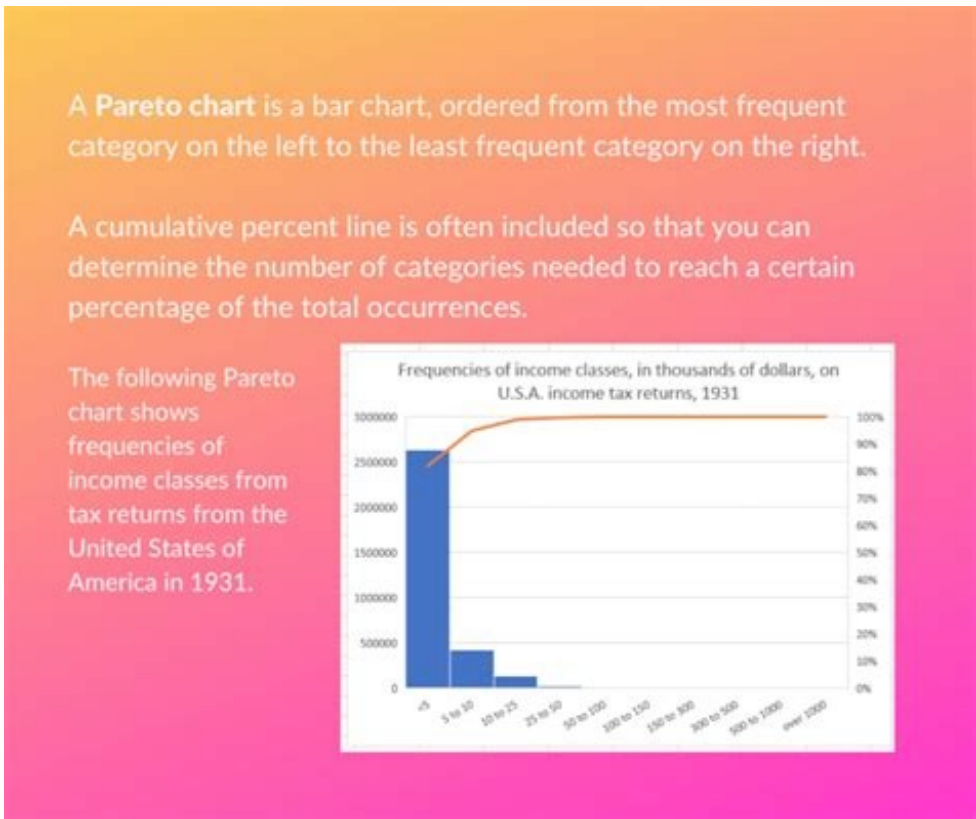 A Pareto chart is a bar chart, ordered from the most frequent
category on the left to the least frequent category on the right.
A cumulative percent line is often included so that you can
determine the number of categories needed to reach a certain
percentage of the total occurrences.
The following Pareto
chart shows
frequencies of
income classes from
tax returns from the
United States of
America in 1931.
Frequencies of income classes, in thousands of dollars, on
U.S.A. income tax returns, 1931
3000000
2500000
2000000
1500000
1000000
500000
0
100%
90%
80%
70%
60%
50%
40%
30%
20%
10%
0%
<5
5 to 10
10 to 25
25 to 50
50 to 100
100 to 150
150 to 300
300 to 500
500 to 1000
over 1000